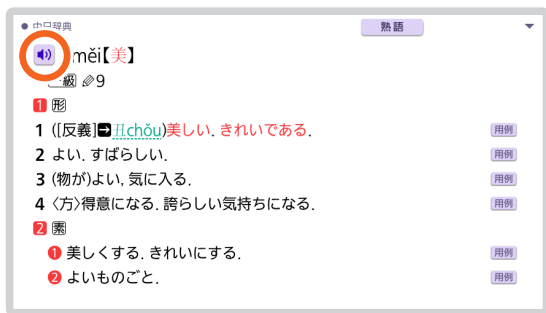 中日辞典 熟語
měi【美】
一級 9
1 形
1 ([反義]➡丑chǒu)美しい. きれいである. 用例
2 よい. すばらしい. 用例
3 (物が)よい, 気に入る. 用例
4 〈方〉得意になる. 誇らしい気持ちになる. 用例
2 素
❶ 美しくする. きれいにする. 用例
❷ よいものごと. 用例